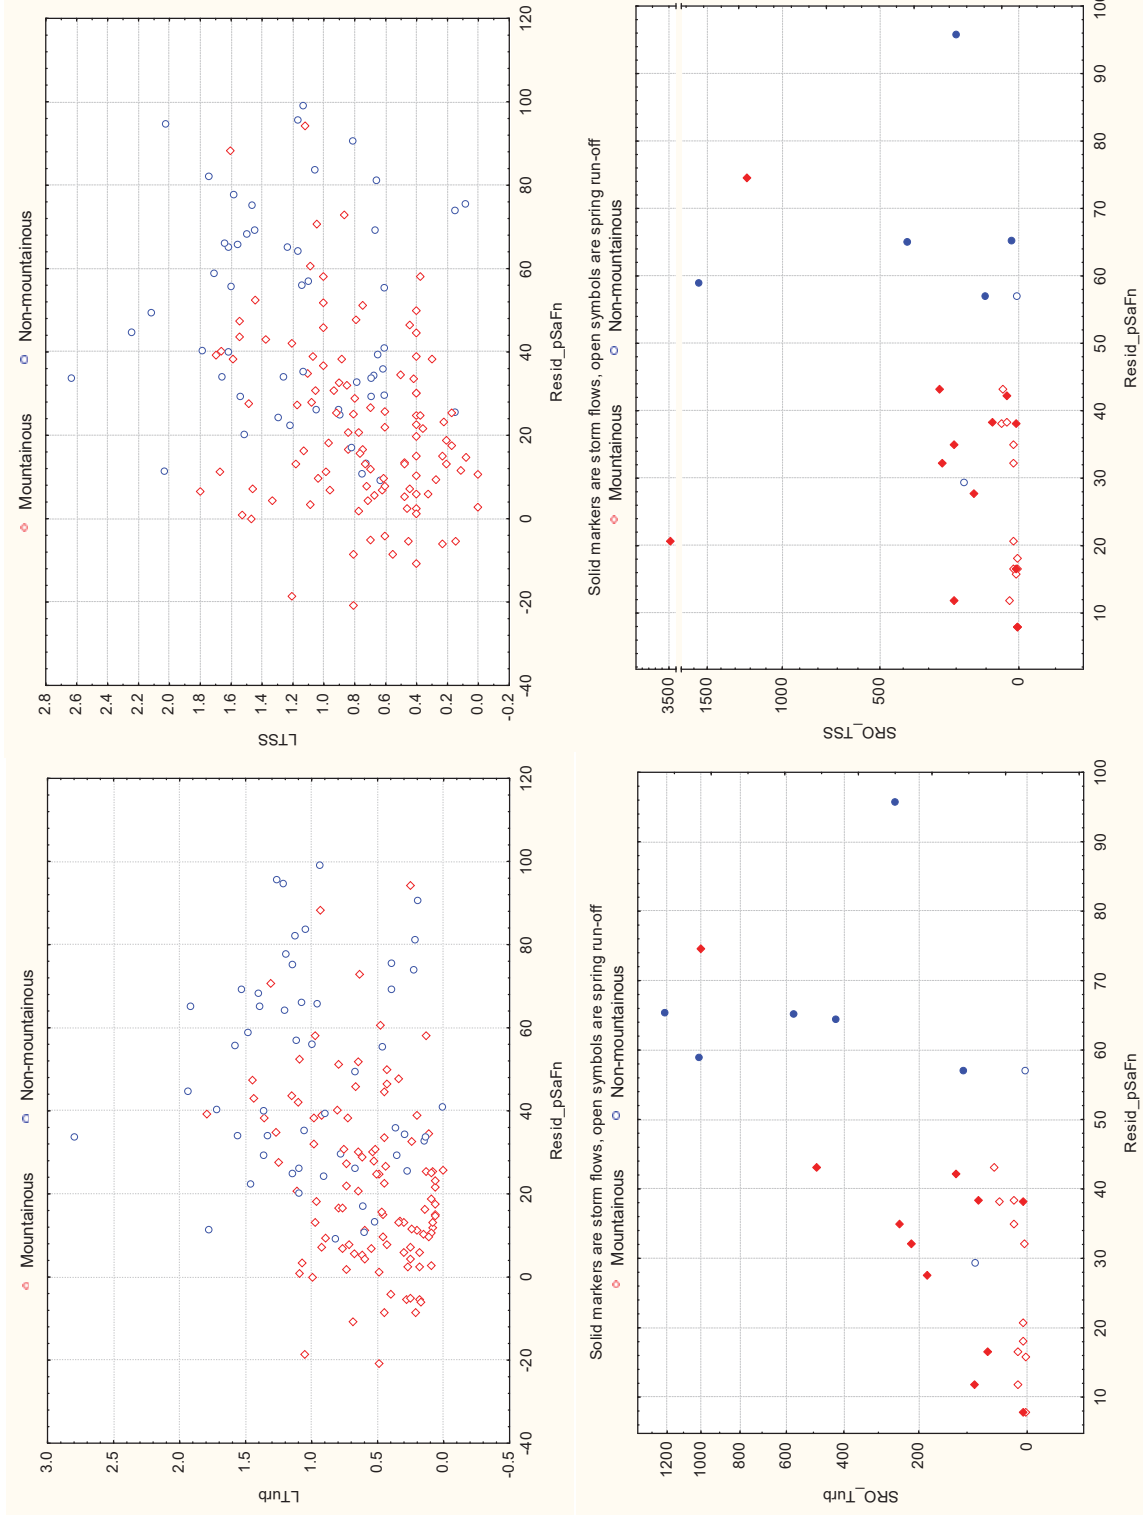 Mountainous Non-mountainous
3.0
2.5
2.0
1.5
1.0
0.5
0.0
-0.5
LTurb
-40 -20 0 20 40 60 80 100 120
Resid_pSaFn
Mountainous Non-mountainous
2.8
2.6
2.4
2.2
2.0
1.8
1.6
1.4
1.2
1.0
0.8
0.6
0.4
0.2
0.0
-0.2
LTSS
-40 -20 0 20 40 60 80 100 120
Resid_pSaFn
Solid markers are storm flows, open symbols are spring run-off
Mountainous Non-mountainous
1200
1000
800
600
400
200
0
SRO_Turb
10 20 30 40 50 60 70 80 90 100
Resid_pSaFn
Solid markers are storm flows, open symbols are spring run-off
Mountainous Non-mountainous
3500
1500
1000
500
0
SRO_TSS
10 20 30 40 50 60 70 80 90 100
Resid_pSaFn